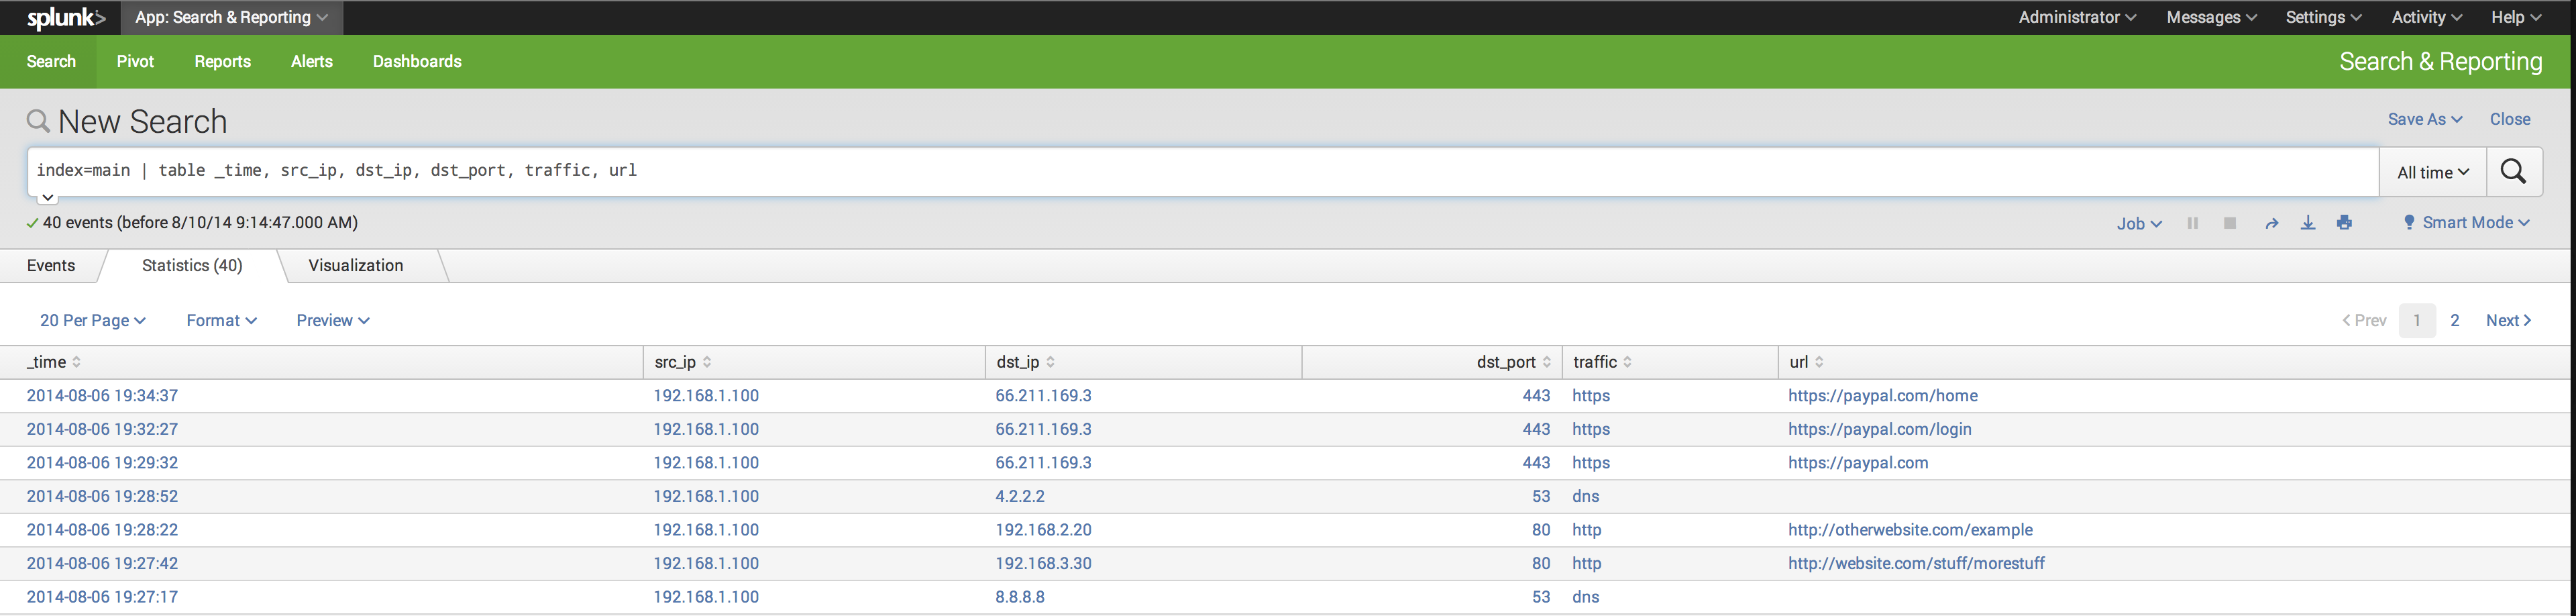 splunk> App: Search & Reporting Administrator Messages Settings Activity Help
Search Pivot Reports Alerts Dashboards Search & Reporting
New Search Save As Close
index=main | table _time, src_ip, dst_ip, dst_port, traffic, url All time
40 events (before 8/10/14 9:14:47.000 AM) Job Smart Mode
Events Statistics (40) Visualization
20 Per Page Format Preview < Prev 1 2 Next >
_time src_ip dst_ip dst_port traffic url
2014-08-06 19:34:37 192.168.1.100 66.211.169.3 443 https https://paypal.com/home
2014-08-06 19:32:27 192.168.1.100 66.211.169.3 443 https https://paypal.com/login
2014-08-06 19:29:32 192.168.1.100 66.211.169.3 443 https https://paypal.com
2014-08-06 19:28:52 192.168.1.100 4.2.2.2 53 dns
2014-08-06 19:28:22 192.168.1.100 192.168.2.20 80 http http://otherwebsite.com/example
2014-08-06 19:27:42 192.168.1.100 192.168.3.30 80 http http://website.com/stuff/morestuff
2014-08-06 19:27:17 192.168.1.100 8.8.8.8 53 dns